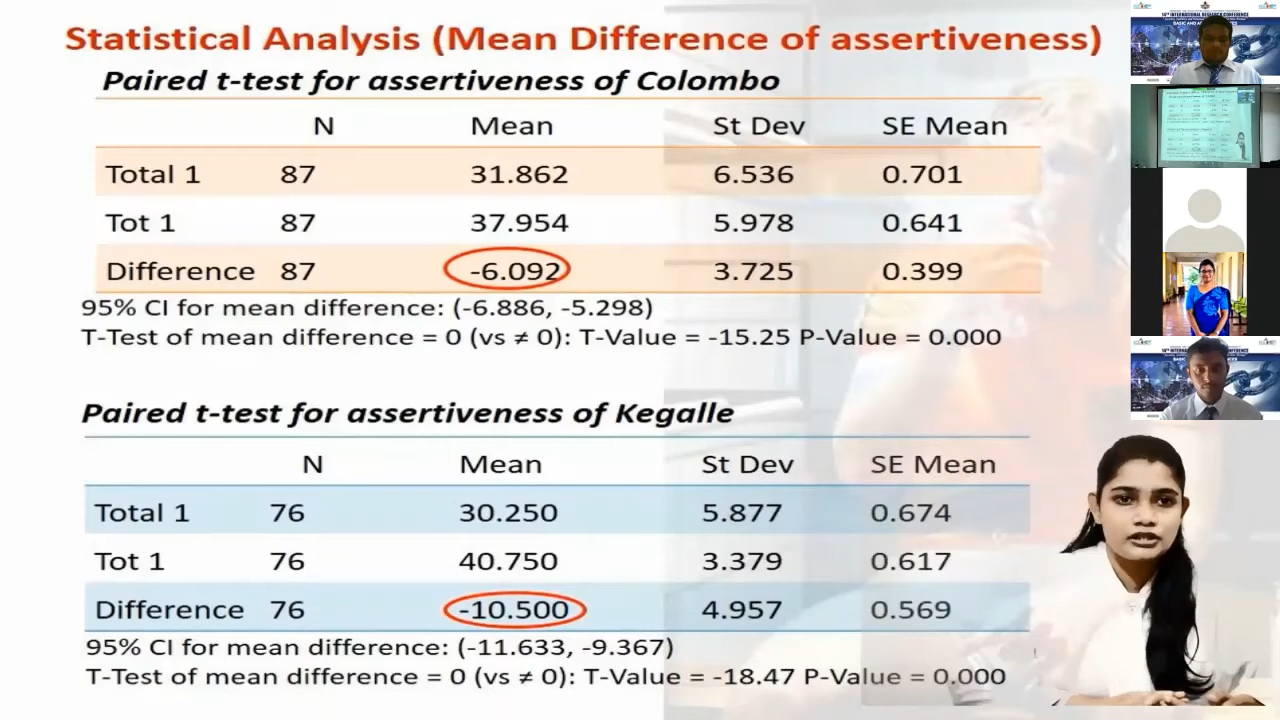 Statistical Analysis (Mean Difference of assertiveness)
Paired t-test for assertiveness of Colombo
N Mean St Dev SE Mean
Total 1 87 31.862 6.536 0.701
Tot 1 87 37.954 5.978 0.641
Difference 87 -6.092 3.725 0.399
95% CI for mean difference: (-6.886, -5.298)
T-Test of mean difference = 0 (vs ≠ 0): T-Value = -15.25 P-Value = 0.000
Paired t-test for assertiveness of Kegalle
N Mean St Dev SE Mean
Total 1 76 30.250 5.877 0.674
Tot 1 76 40.750 3.379 0.617
Difference 76 -10.500 4.957 0.569
95% CI for mean difference: (-11.633, -9.367)
T-Test of mean difference = 0 (vs ≠ 0): T-Value = -18.47 P-Value = 0.000
14TH INTERNATIONAL RESEARCH CONFERENCE